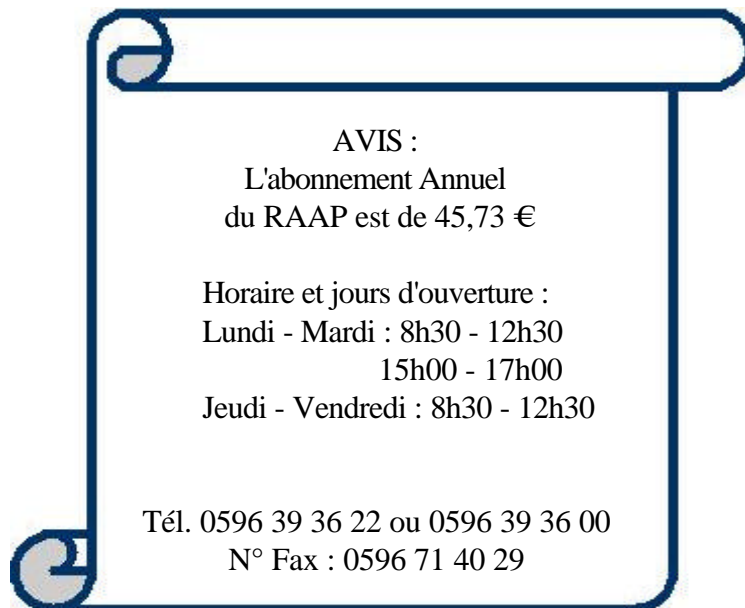 AVIS :
L'abonnement Annuel
du RAAP est de 45,73 €
Horaire et jours d'ouverture :
Lundi - Mardi : 8h30 - 12h30
15h00 - 17h00
Jeudi - Vendredi : 8h30 - 12h30
Tél. 0596 39 36 22 ou 0596 39 36 00
N° Fax : 0596 71 40 29